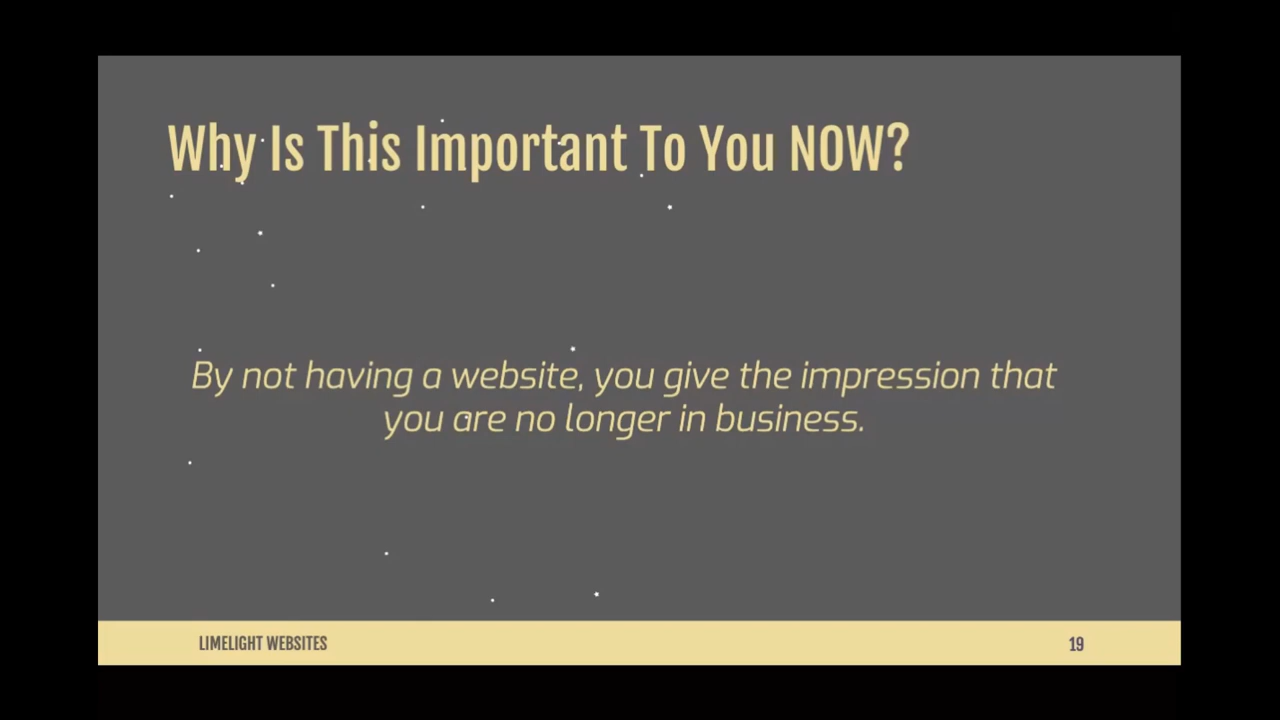 Why Is This Important To You NOW?
By not having a website, you give the impression that
you are no longer in business.
LIMELIGHT WEBSITES
19